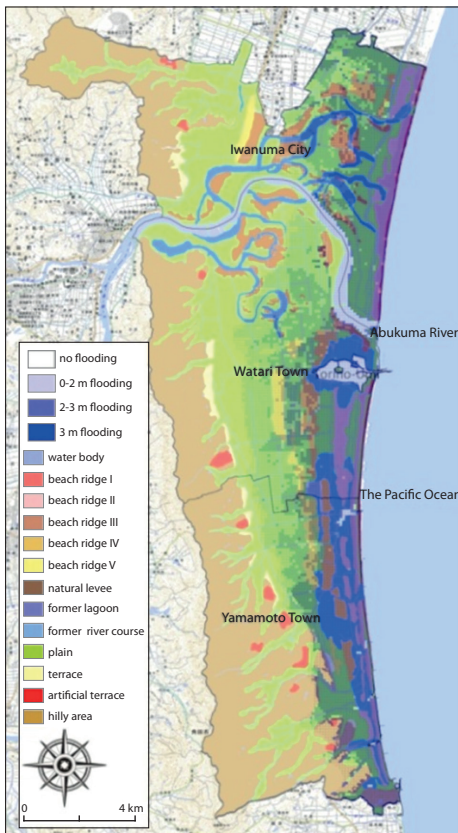 Iwanuma City
Abukuma River
Watari Town
The Pacific Ocean
Yamamoto Town
no flooding
0-2 m flooding
2-3 m flooding
3 m flooding
water body
beach ridge I
beach ridge II
beach ridge III
beach ridge IV
beach ridge V
natural levee
former lagoon
former river course
plain
terrace
artificial terrace
hilly area
0 4 km